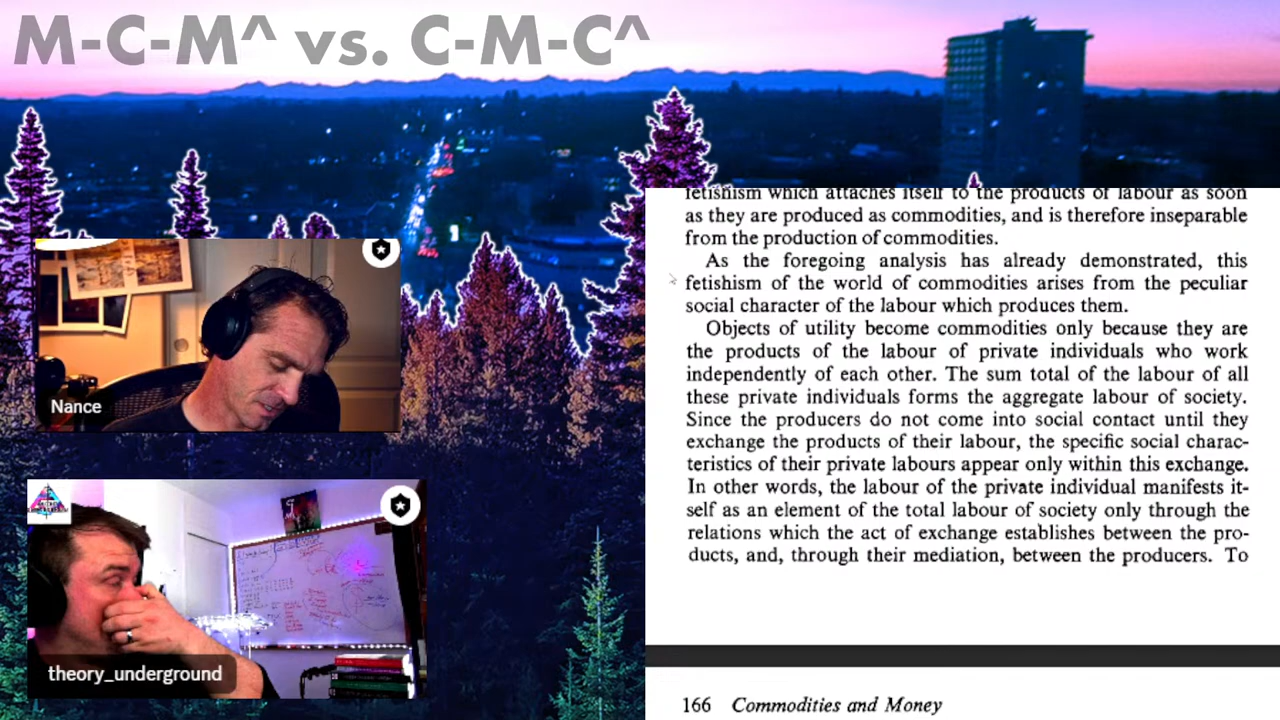 M-C-M^ vs. C-M-C^
fetishism which attaches itself to the products of labour as soon
as they are produced as commodities, and is therefore inseparable
from the production of commodities.
As the foregoing analysis has already demonstrated, this
fetishism of the world of commodities arises from the peculiar
social character of the labour which produces them.
Objects of utility become commodities only because they are
the products of the labour of private individuals who work
independently of each other. The sum total of the labour of all
these private individuals forms the aggregate labour of society.
Since the producers do not come into social contact until they
exchange the products of their labour, the specific social charac-
teristics of their private labours appear only within this exchange.
In other words, the labour of the private individual manifests it-
self as an element of the total labour of society only through the
relations which the act of exchange establishes between the pro-
ducts, and, through their mediation, between the producers. To
166 Commodities and Money
Nance
theory_underground